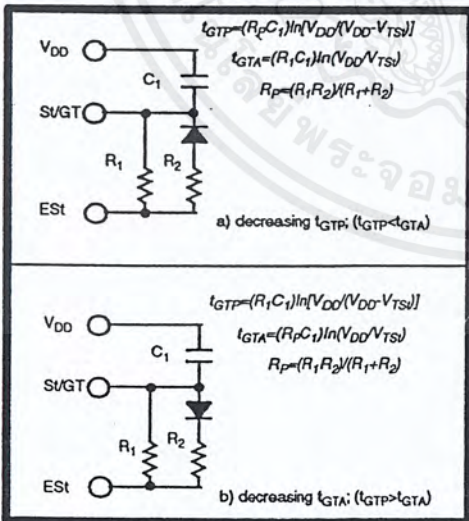 t_GTP=(R_PC_1)ln[V_DD/(V_DD-V_TSt)]
V_DD
t_GTA=(R_1C_1)ln(V_DD/V_TSt)
C_1
R_P=(R_1R_2)/(R_1+R_2)
St/GT
R_1
R_2
ESt
a) decreasing t_GTP; (t_GTP<t_GTA)
t_GTP=(R_1C_1)ln[V_DD/(V_DD-V_TSt)]
V_DD
t_GTA=(R_PC_1)ln(V_DD/V_TSt)
C_1
R_P=(R_1R_2)/(R_1+R_2)
St/GT
R_1
R_2
ESt
b) decreasing t_GTA; (t_GTP>t_GTA)